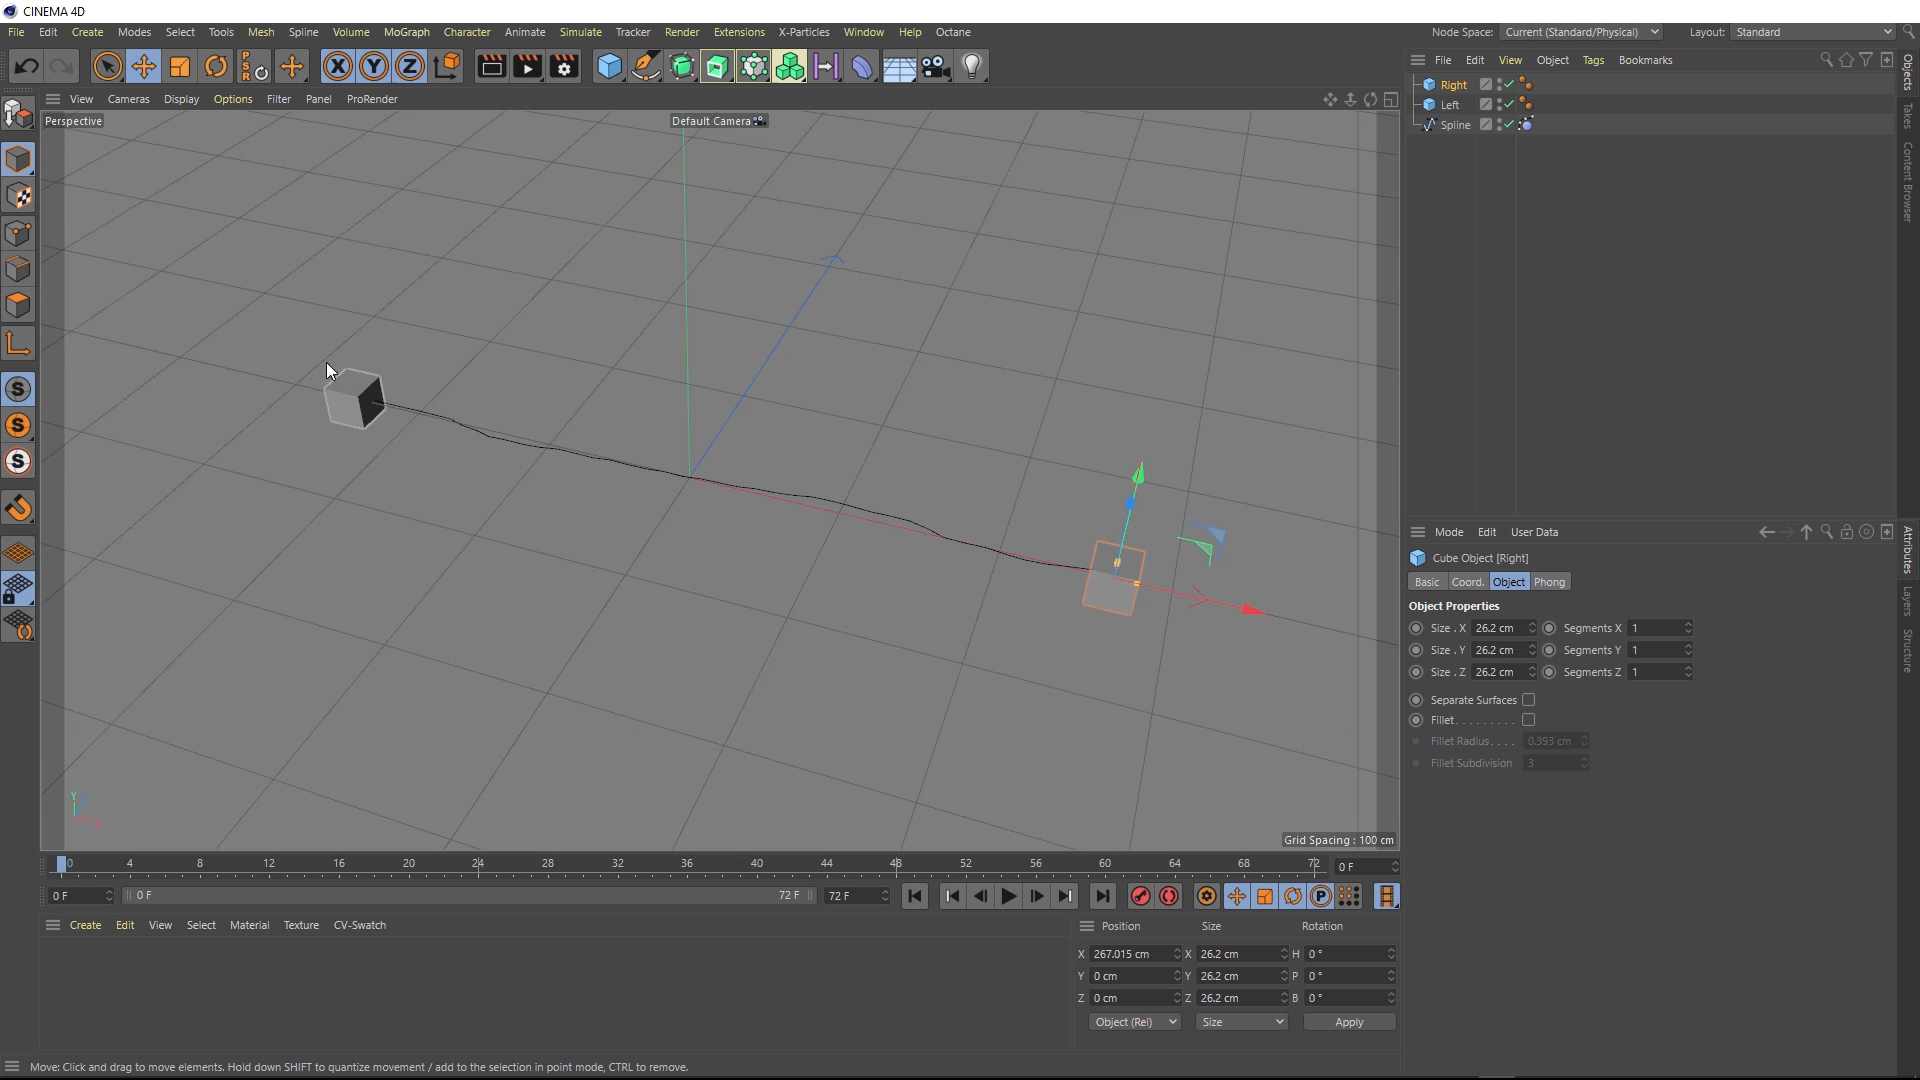 CINEMA 4D
File Edit Create Modes Select Tools Mesh Spline Volume MoGraph Character Animate Simulate Tracker Render Extensions X-Particles Window Help Octane Node Space: Current (Standard/Physical) Layout: Standard
File Edit View Object Tags Bookmarks
View Cameras Display Options Filter Panel ProRender
Perspective
Default Camera
Right
Left
Spline
Objects
Takes
Content Browser
Mode Edit User Data
Cube Object [Right]
Basic Coord. Object Phong
Object Properties
Size . X 26.2 cm Segments X 1
Size . Y 26.2 cm Segments Y 1
Size . Z 26.2 cm Segments Z 1
Separate Surfaces
Fillet. . . . . . . . .
Fillet Radius. . . . 0.393 cm
Fillet Subdivision 3
Attributes
Layers
Structure
Y
X
Grid Spacing : 100 cm
0 4 8 12 16 20 24 28 32 36 40 44 48 52 56 60 64 68 72 0 F
0 F 0 F 72 F 72 F
Create Edit View Select Material Texture CV-Swatch
Position Size Rotation
X 267.015 cm X 26.2 cm H 0 °
Y 0 cm Y 26.2 cm P 0 °
Z 0 cm Z 26.2 cm B 0 °
Object (Rel) Size Apply
Move: Click and drag to move elements. Hold down SHIFT to quantize movement / add to the selection in point mode, CTRL to remove.